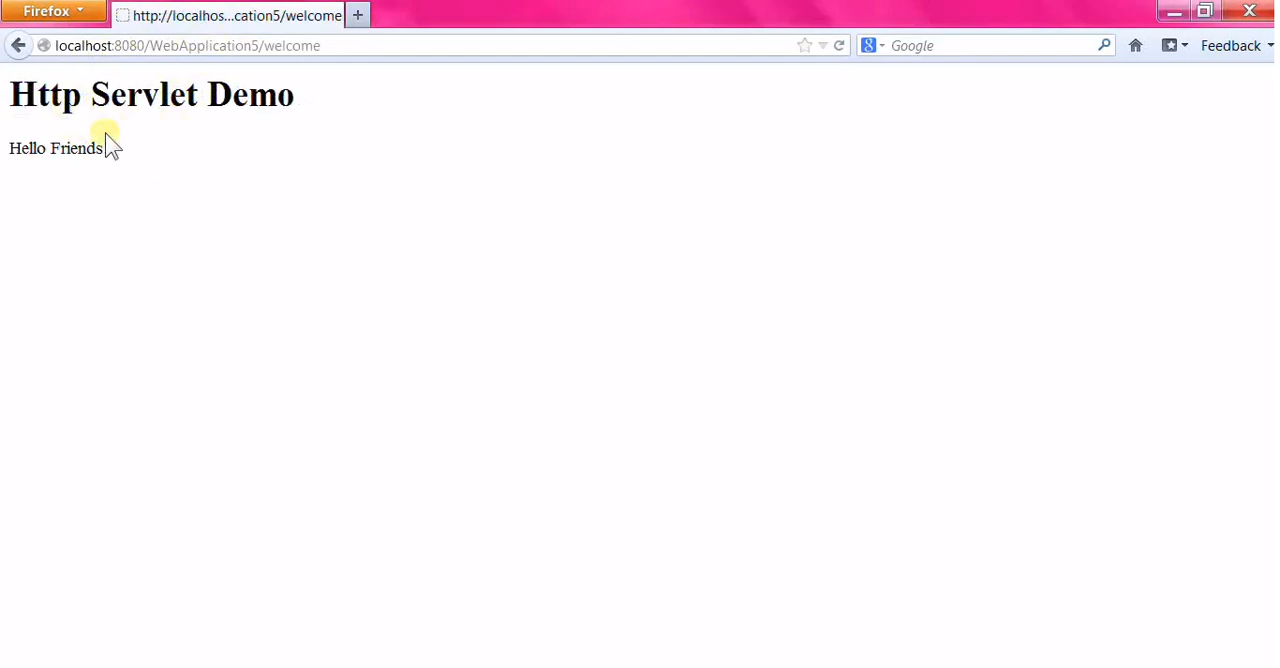 Firefox
http://localhos...cation5/welcome
localhost:8080/WebApplication5/welcome
Google
Feedback
Http Servlet Demo
Hello Friends